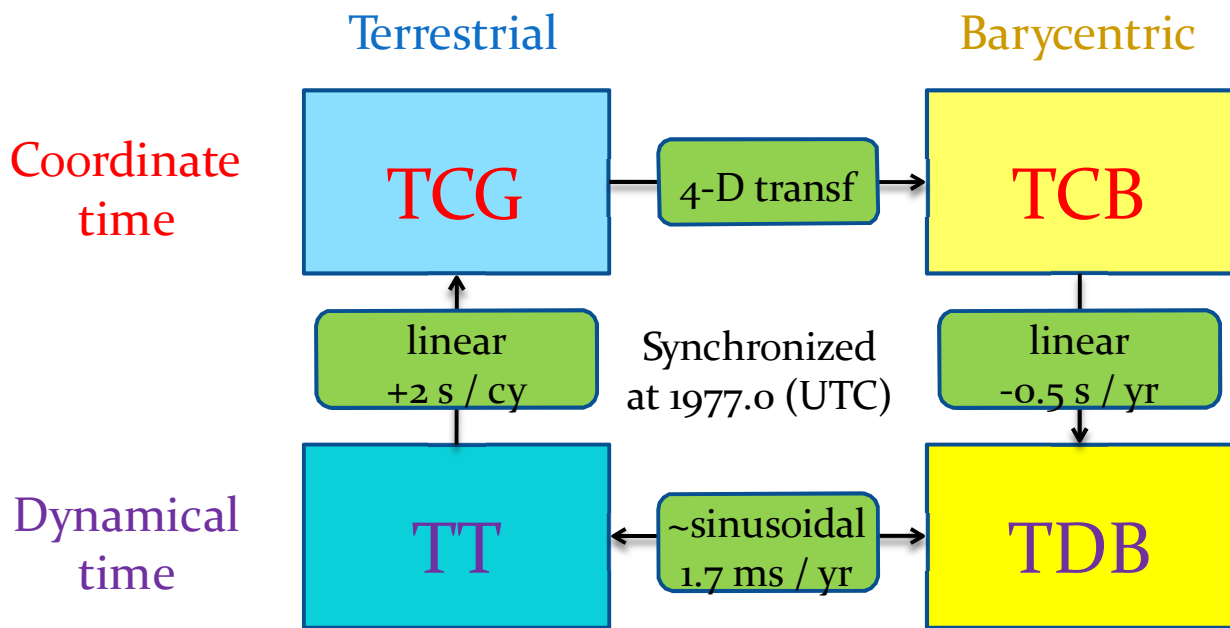 Terrestrial
Barycentric
Coordinate
time
TCG
4-D transf
TCB
linear
+2 s / cy
Synchronized
at 1977.0 (UTC)
linear
-0.5 s / yr
Dynamical
time
TT
~sinusoidal
1.7 ms / yr
TDB